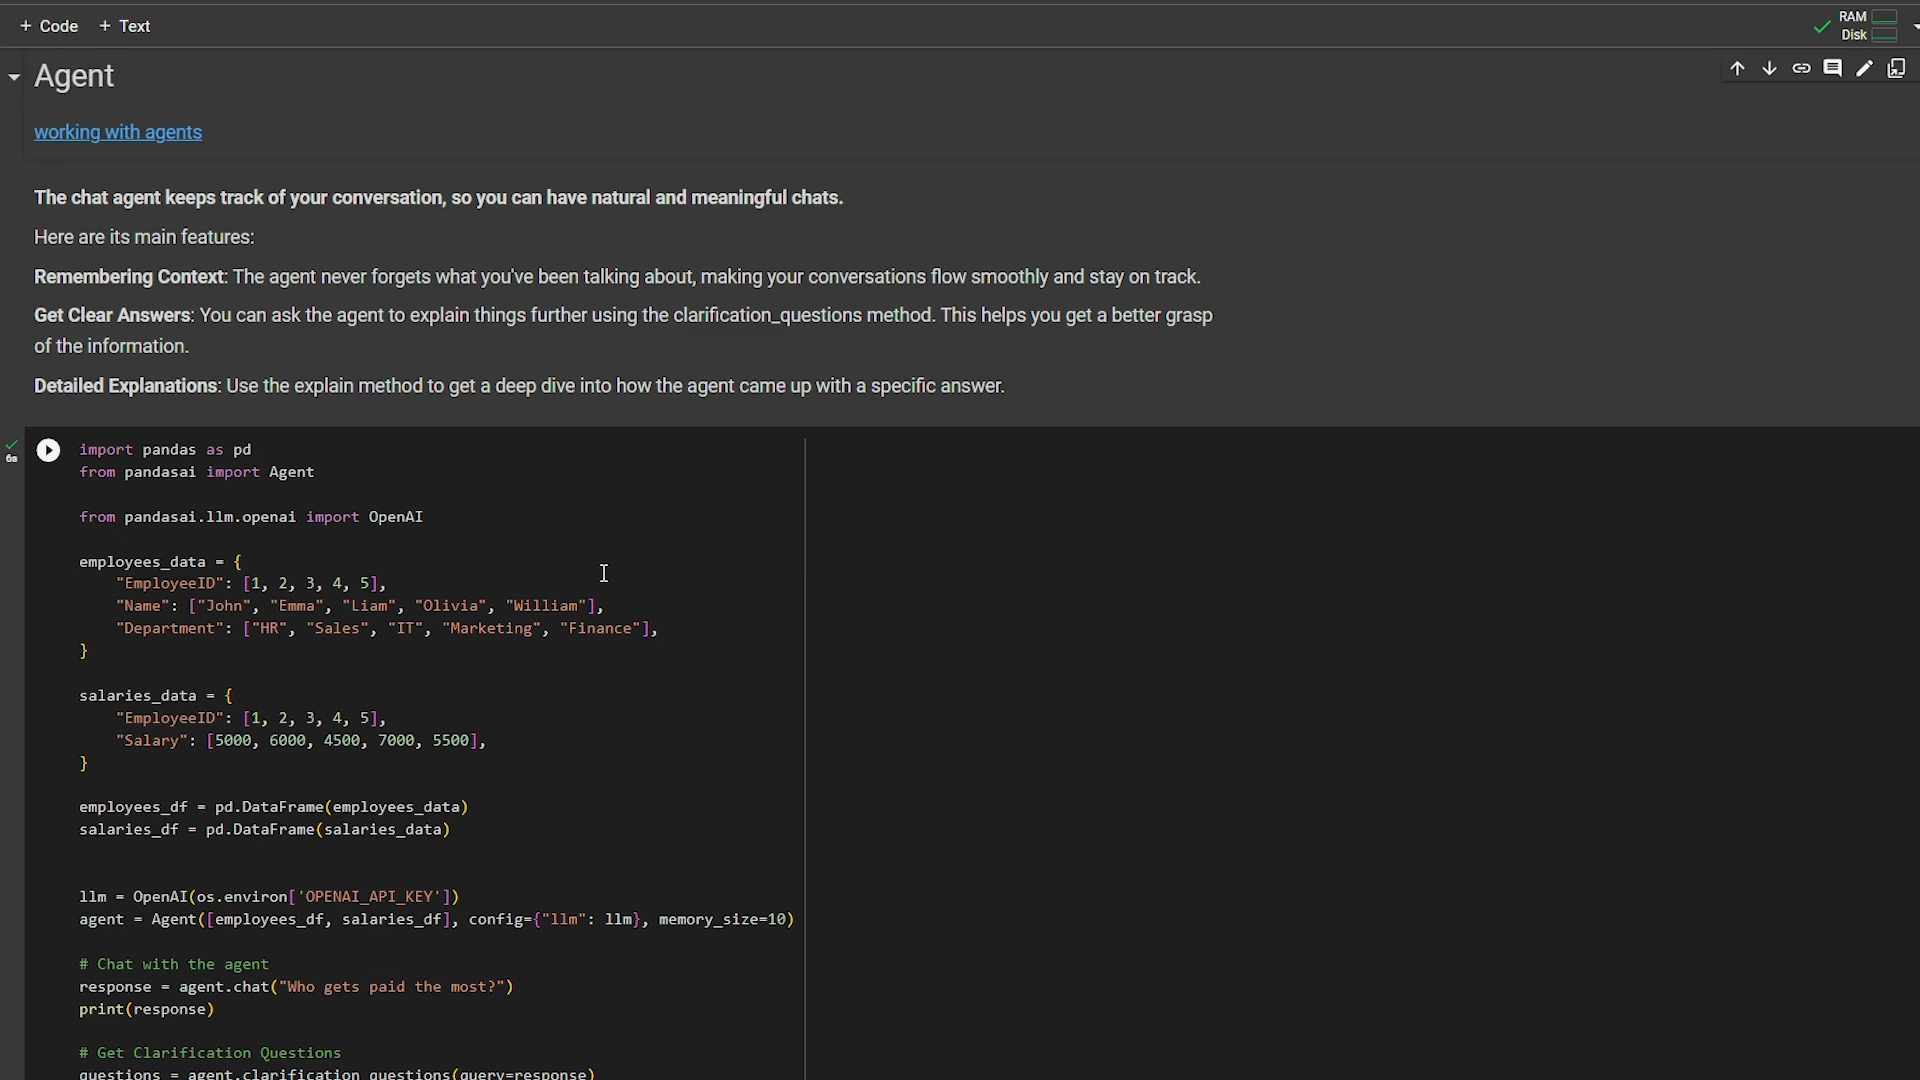 + Code + Text
RAM
Disk
Agent
working with agents
The chat agent keeps track of your conversation, so you can have natural and meaningful chats.
Here are its main features:
Remembering Context: The agent never forgets what you've been talking about, making your conversations flow smoothly and stay on track.
Get Clear Answers: You can ask the agent to explain things further using the clarification_questions method. This helps you get a better grasp
of the information.
Detailed Explanations: Use the explain method to get a deep dive into how the agent came up with a specific answer.
6s
import pandas as pd
from pandasai import Agent
from pandasai.llm.openai import OpenAI
employees_data = {
"EmployeeID": [1, 2, 3, 4, 5],
"Name": ["John", "Emma", "Liam", "Olivia", "William"],
"Department": ["HR", "Sales", "IT", "Marketing", "Finance"],
}
salaries_data = {
"EmployeeID": [1, 2, 3, 4, 5],
"Salary": [5000, 6000, 4500, 7000, 5500],
}
employees_df = pd.DataFrame(employees_data)
salaries_df = pd.DataFrame(salaries_data)
llm = OpenAI(os.environ['OPENAI_API_KEY'])
agent = Agent([employees_df, salaries_df], config={"llm": llm}, memory_size=10)
# Chat with the agent
response = agent.chat("Who gets paid the most?")
print(response)
# Get Clarification Questions
questions = agent.clarification_questions(query=response)